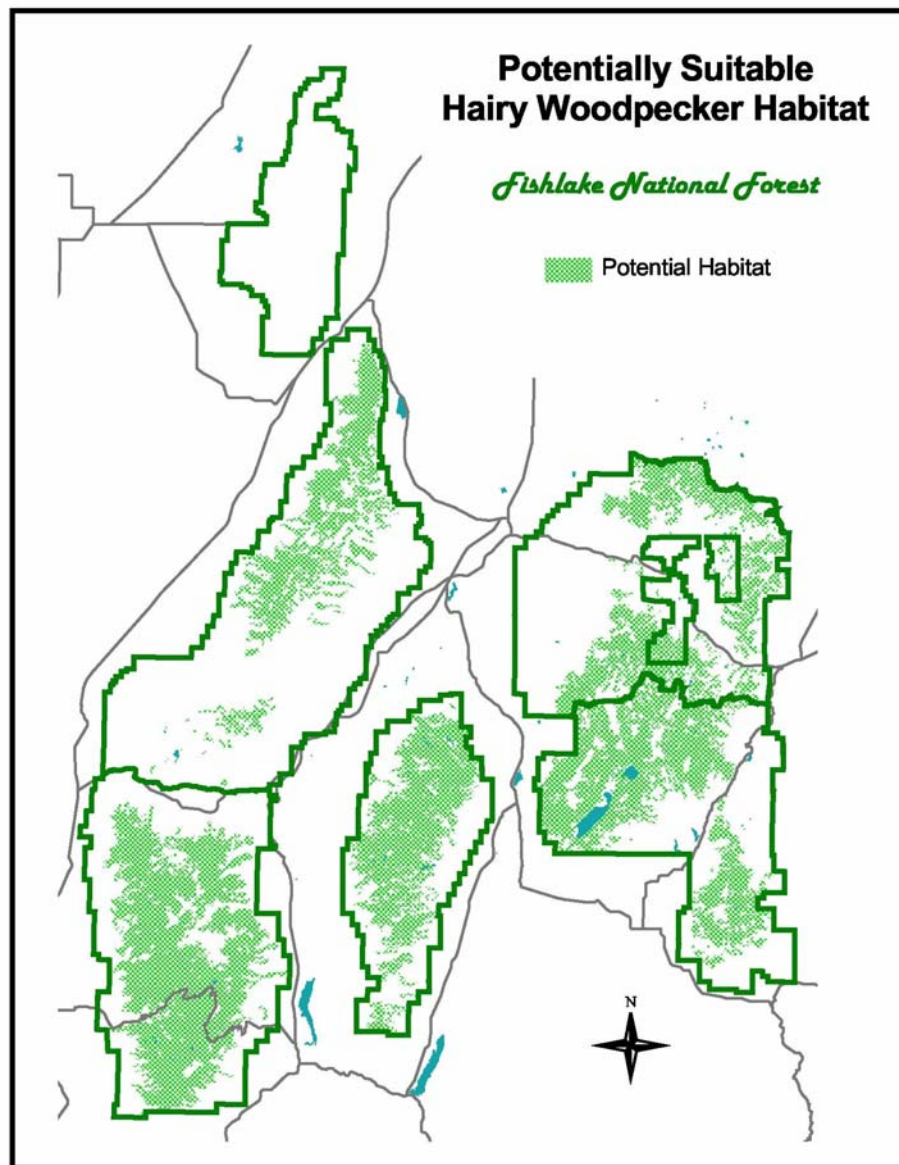 Potentially Suitable
Hairy Woodpecker Habitat
Fishlake National Forest
Potential Habitat
N